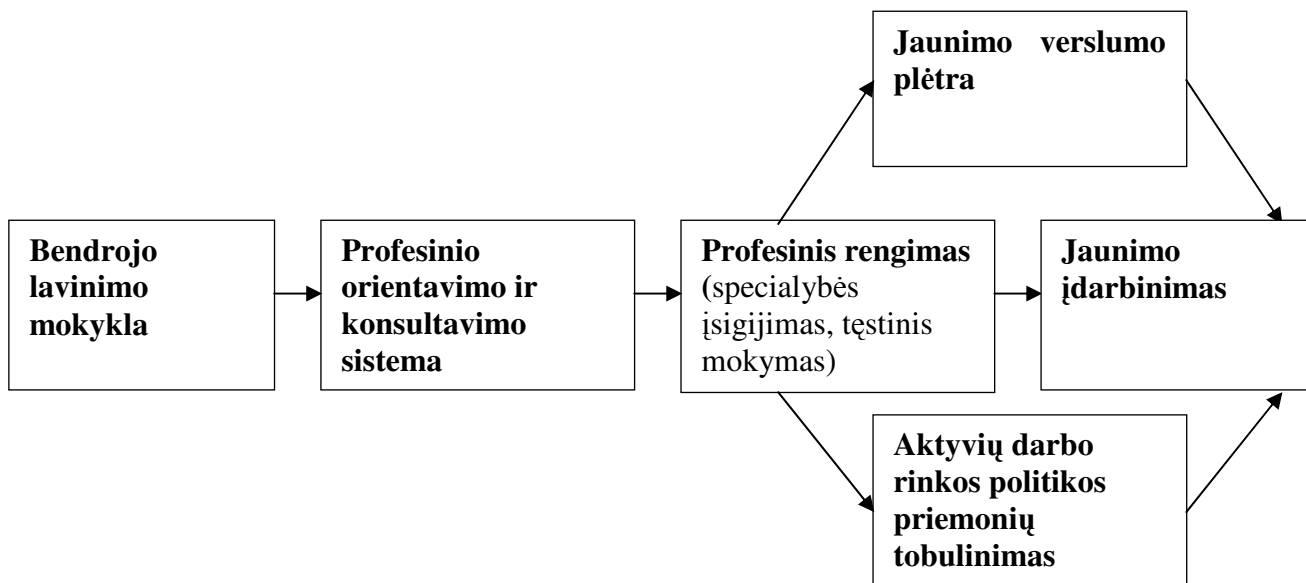 Jaunimo verslumo
plėtra
Bendrojo
lavinimo
mokykla
Profesinio
orientavimo ir
konsultavimo
sistema
Profesinis rengimas
(specialybės
įsigijimas, tęstinis
mokymas)
Jaunimo
įdarbinimas
Aktyvių darbo
rinkos politikos
priemonių
tobulinimas